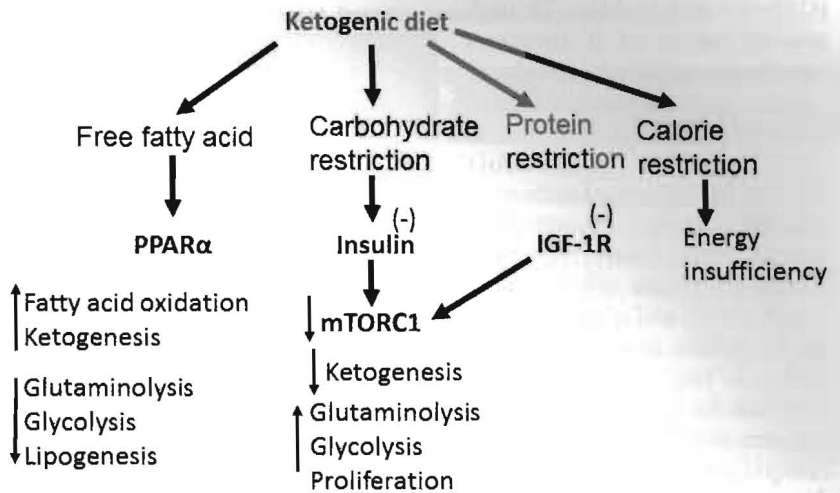 Ketogenic diet
Free fatty acid
Carbohydrate
restriction
Protein
restriction
Calorie
restriction
(-)
(-)
PPARα
Insulin
IGF-1R
Energy
insufficiency
Fatty acid oxidation
Ketogenesis
mTORC1
Glutaminolysis
Glycolysis
Lipogenesis
Ketogenesis
Glutaminolysis
Glycolysis
Proliferation